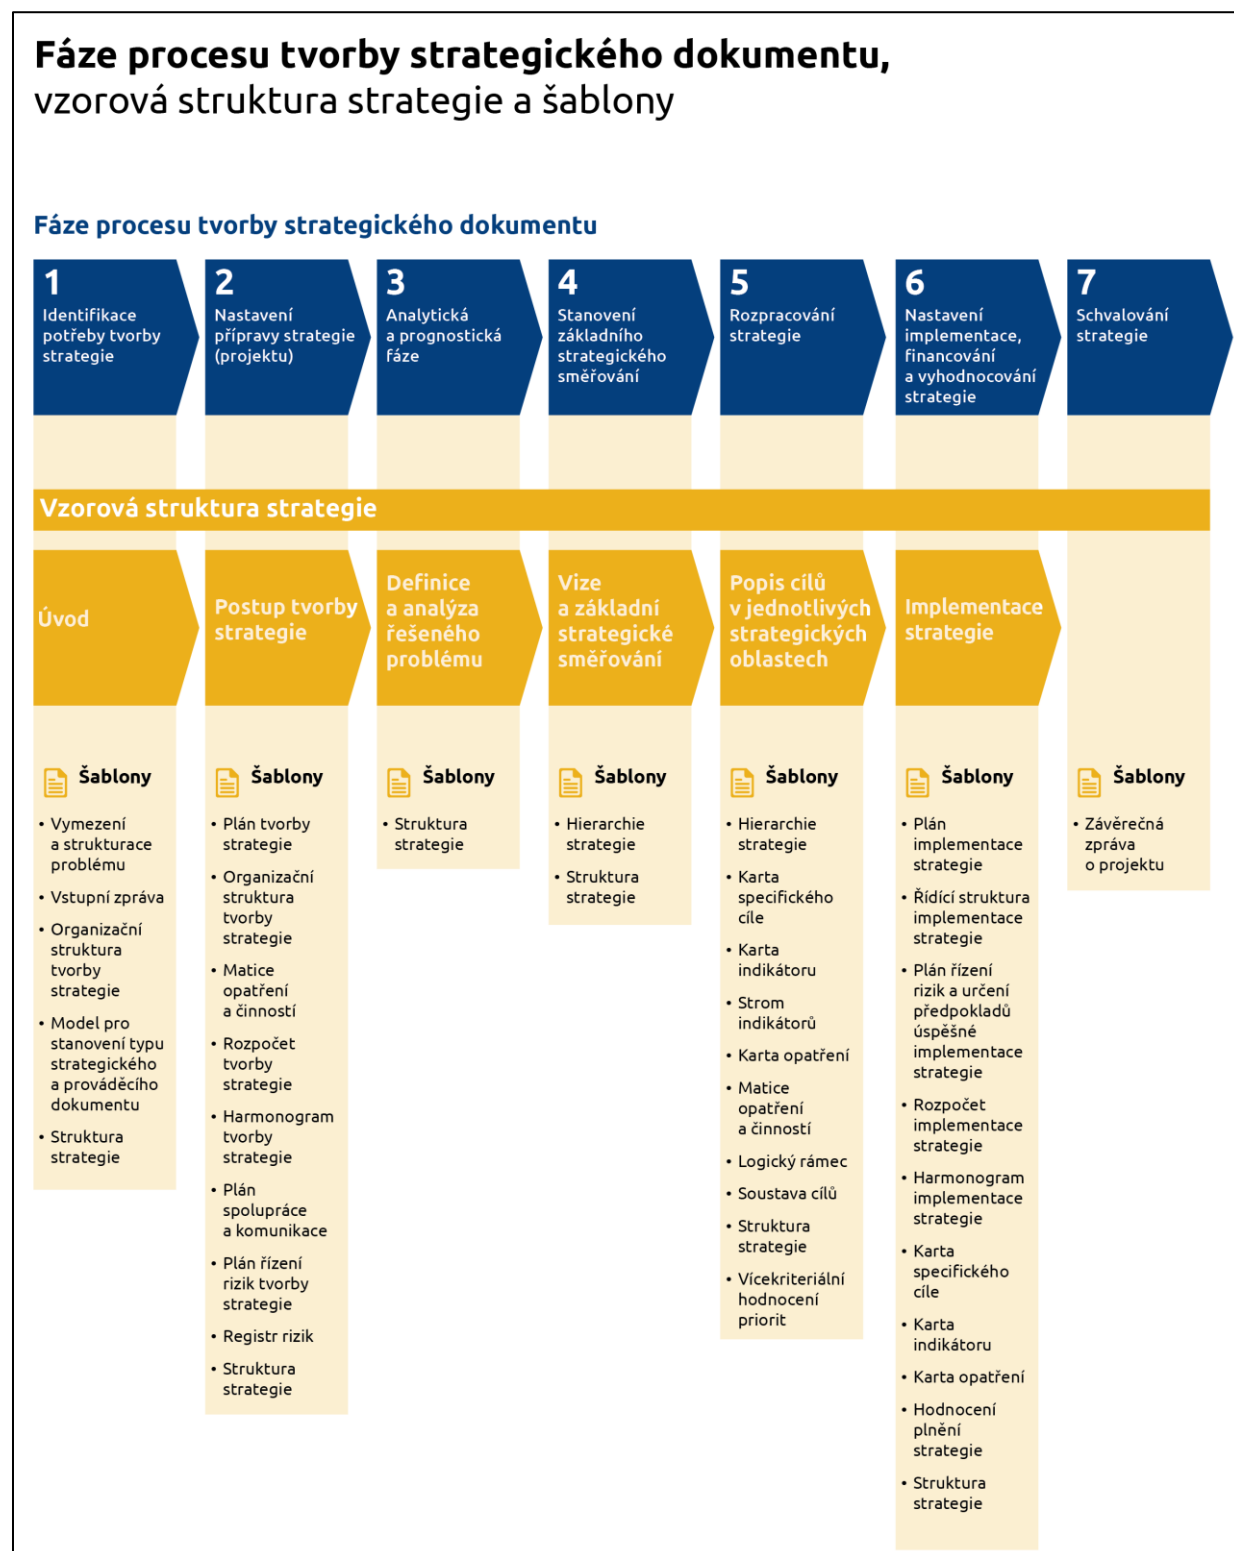 Fáze procesu tvorby strategického dokumentu,
vzorová struktura strategie a šablony
Fáze procesu tvorby strategického dokumentu
1
Identifikace
potřeby tvorby
strategie
2
Nastavení
přípravy strategie
(projektu)
3
Analytická
a prognostická
fáze
4
Stanovení
základního
strategického
směřování
5
Rozpracování
strategie
6
Nastavení
implementace,
financování
a vyhodnocování
strategie
7
Schvalování
strategie
Vzorová struktura strategie
Úvod
Postup tvorby
strategie
Definice
a analýza
řešeného
problému
Vize
a základní
strategické
směřování
Popis cílů
v jednotlivých
strategických
oblastech
Implementace
strategie
Šablony
• Vymezení
a strukturace
problému
• Vstupní zpráva
• Organizační
struktura
tvorby
strategie
• Model pro
stanovení typu
strategického
a prováděcího
dokumentu
• Struktura
strategie
Šablony
• Plán tvorby
strategie
• Organizační
struktura
tvorby
strategie
• Matice
opatření
a činností
• Rozpočet
tvorby
strategie
• Harmonogram
tvorby
strategie
• Plán
spolupráce
a komunikace
• Plán řízení
rizik tvorby
strategie
• Registr rizik
• Struktura
strategie
Šablony
• Struktura
strategie
Šablony
• Hierarchie
strategie
• Struktura
strategie
Šablony
• Hierarchie
strategie
• Karta
specifického
cíle
• Karta
indikátoru
• Strom
indikátorů
• Karta opatření
• Matice
opatření
a činností
• Logický rámec
• Soustava cílů
• Struktura
strategie
• Vícekriteriální
hodnocení
priorit
Šablony
• Plán
implementace
strategie
• Řídící struktura
implementace
strategie
• Plán řízení
rizik a určení
předpokladů
úspěšné
implementace
strategie
• Rozpočet
implementace
strategie
• Harmonogram
implementace
strategie
• Karta
specifického
cíle
• Karta
indikátoru
• Karta opatření
• Hodnocení
plnění
strategie
• Struktura
strategie
Šablony
• Závěrečná
zpráva
o projektu